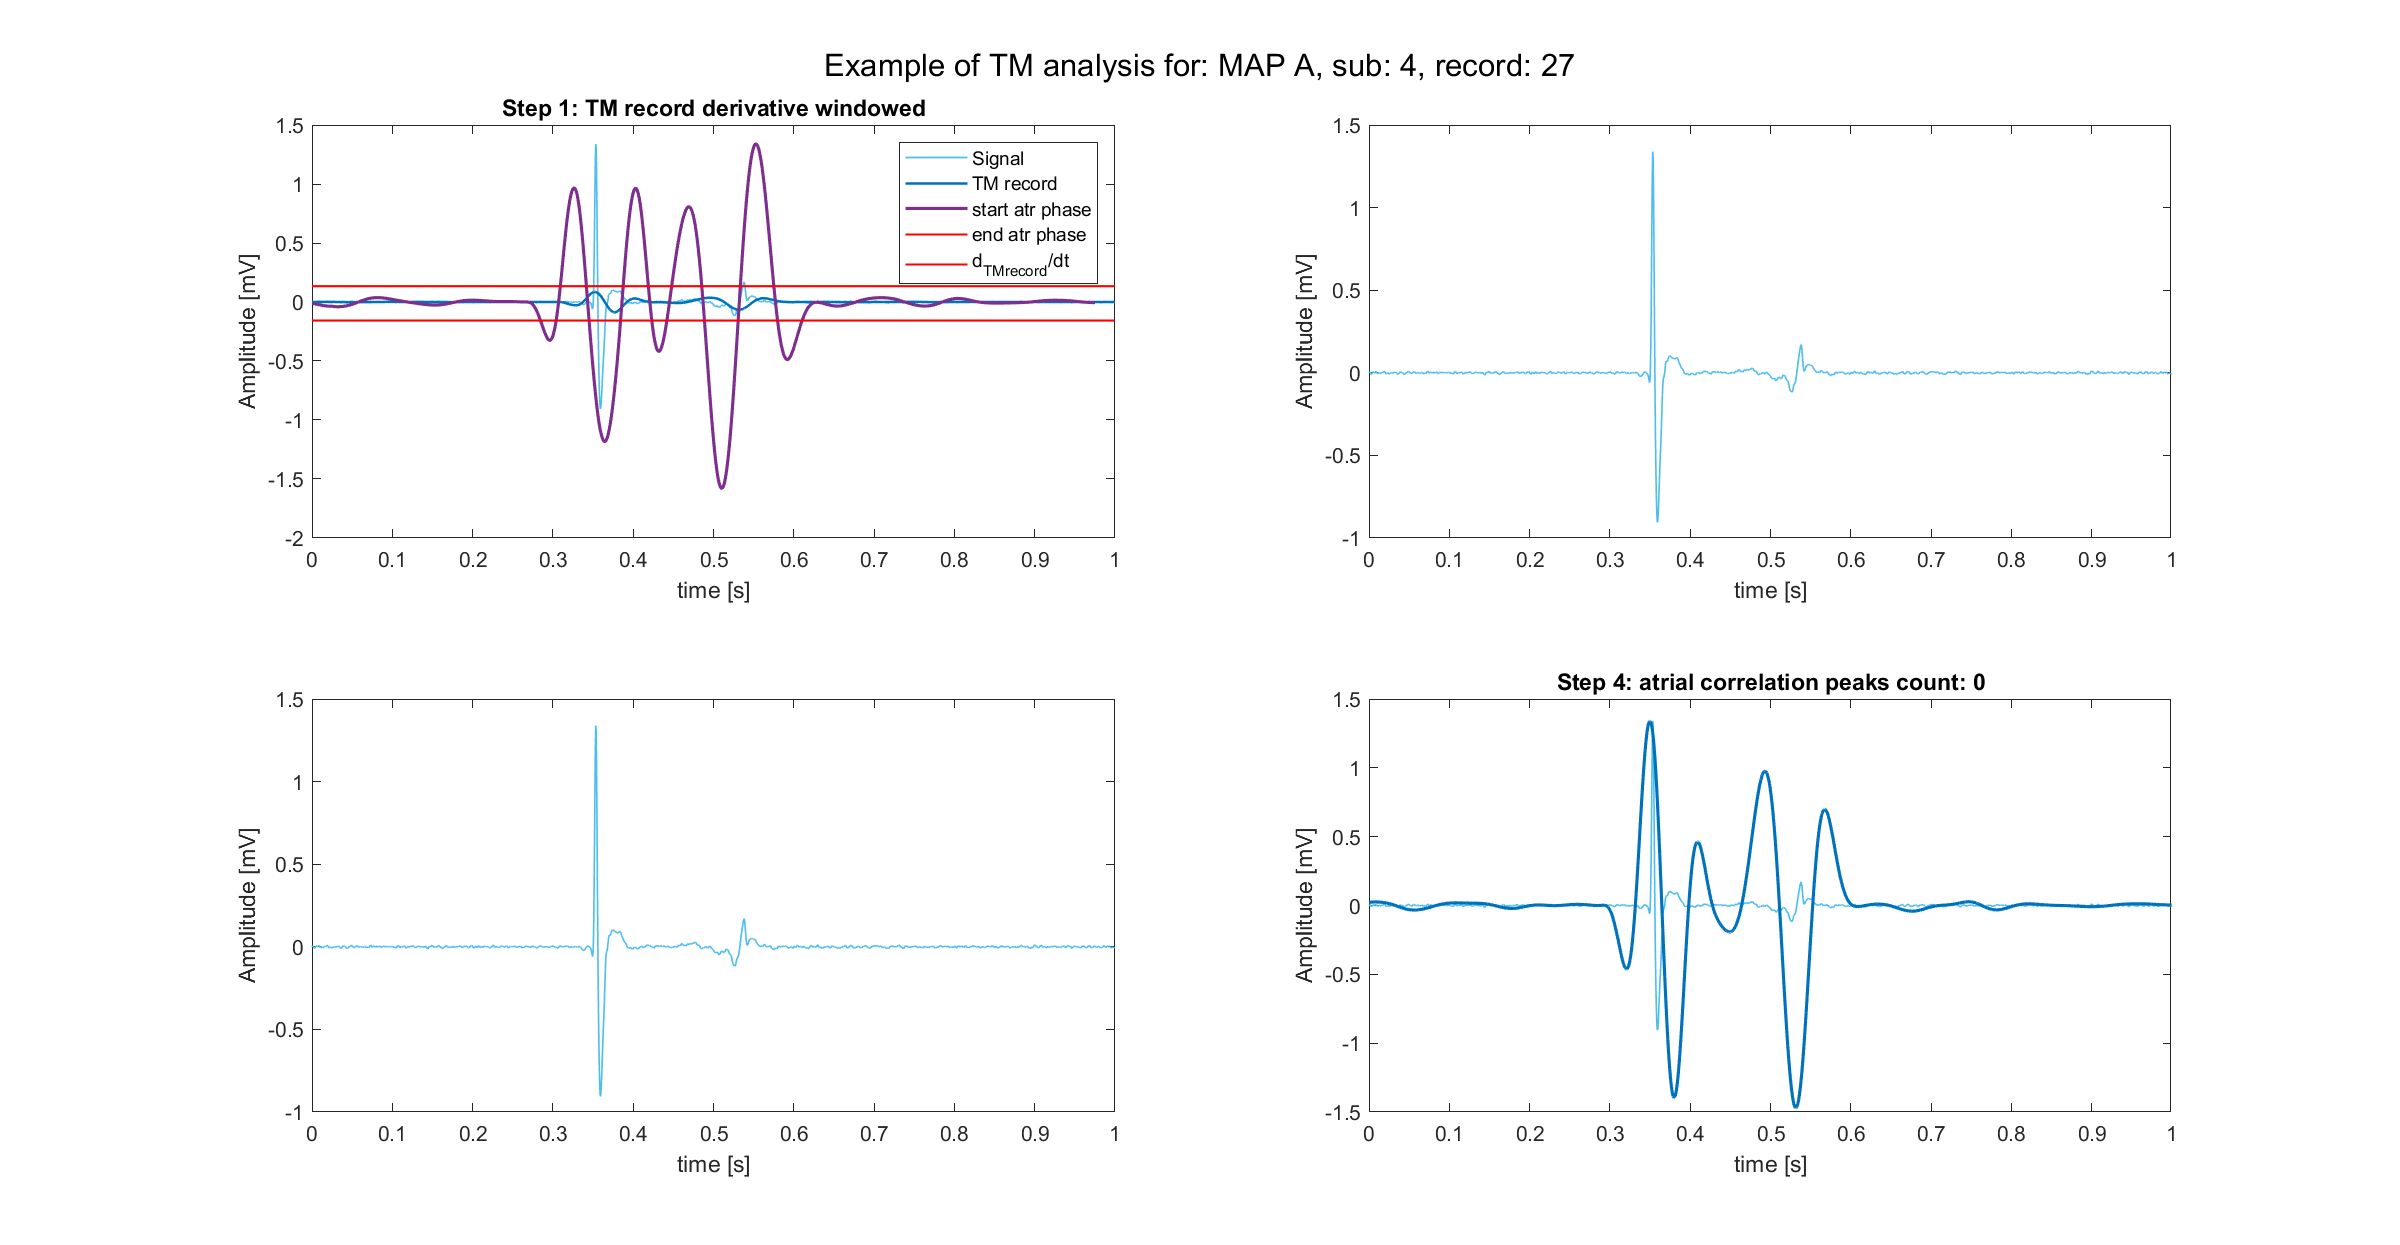 Example of TM analysis for: MAP A, sub: 4, record: 27
Step 1: TM record derivative windowed
1.5
1
0.5
0
-0.5
-1
-1.5
-2
Amplitude [mV]
0 0.1 0.2 0.3 0.4 0.5 0.6 0.7 0.8 0.9 1
time [s]
Signal
TM record
start atr phase
end atr phase
dTMrecord/dt
1.5
1
0.5
0
-0.5
-1
Amplitude [mV]
0 0.1 0.2 0.3 0.4 0.5 0.6 0.7 0.8 0.9 1
time [s]
1.5
1
0.5
0
-0.5
-1
Amplitude [mV]
0 0.1 0.2 0.3 0.4 0.5 0.6 0.7 0.8 0.9 1
time [s]
Step 4: atrial correlation peaks count: 0
1.5
1
0.5
0
-0.5
-1
-1.5
Amplitude [mV]
0 0.1 0.2 0.3 0.4 0.5 0.6 0.7 0.8 0.9 1
time [s]